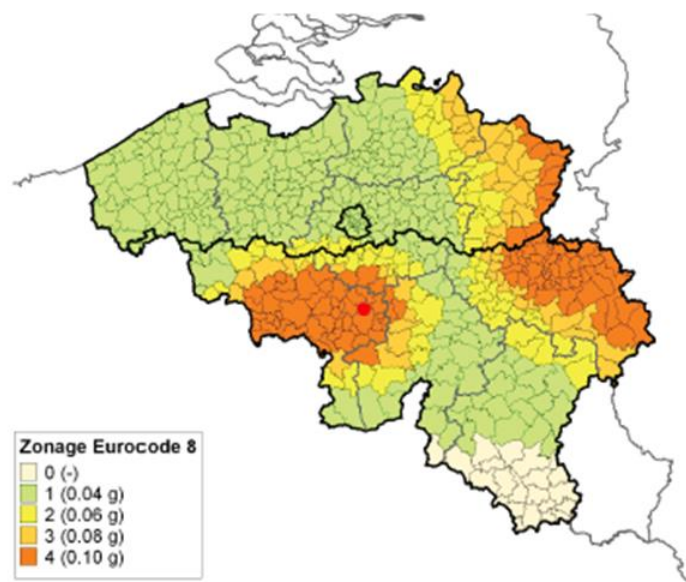 Zonage Eurocode 8
0 (-)
1 (0.04 g)
2 (0.06 g)
3 (0.08 g)
4 (0.10 g)